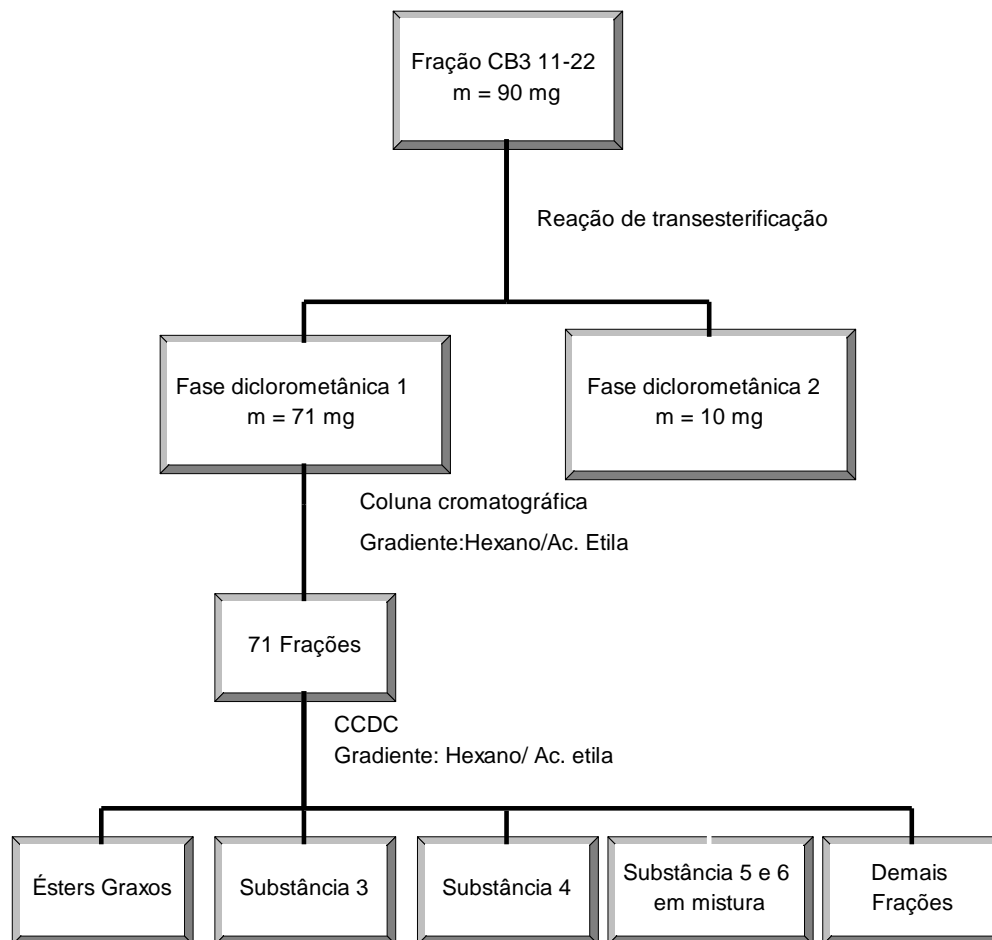 Fração CB3 11-22
m = 90 mg
Reação de transesterificação
Fase diclorometânica 1
m = 71 mg
Fase diclorometânica 2
m = 10 mg
Coluna cromatográfica
Gradiente:Hexano/Ac. Etila
71 Frações
CCDC
Gradiente: Hexano/ Ac. etila
Ésters Graxos
Substância 3
Substância 4
Substância 5 e 6
em mistura
Demais
Frações